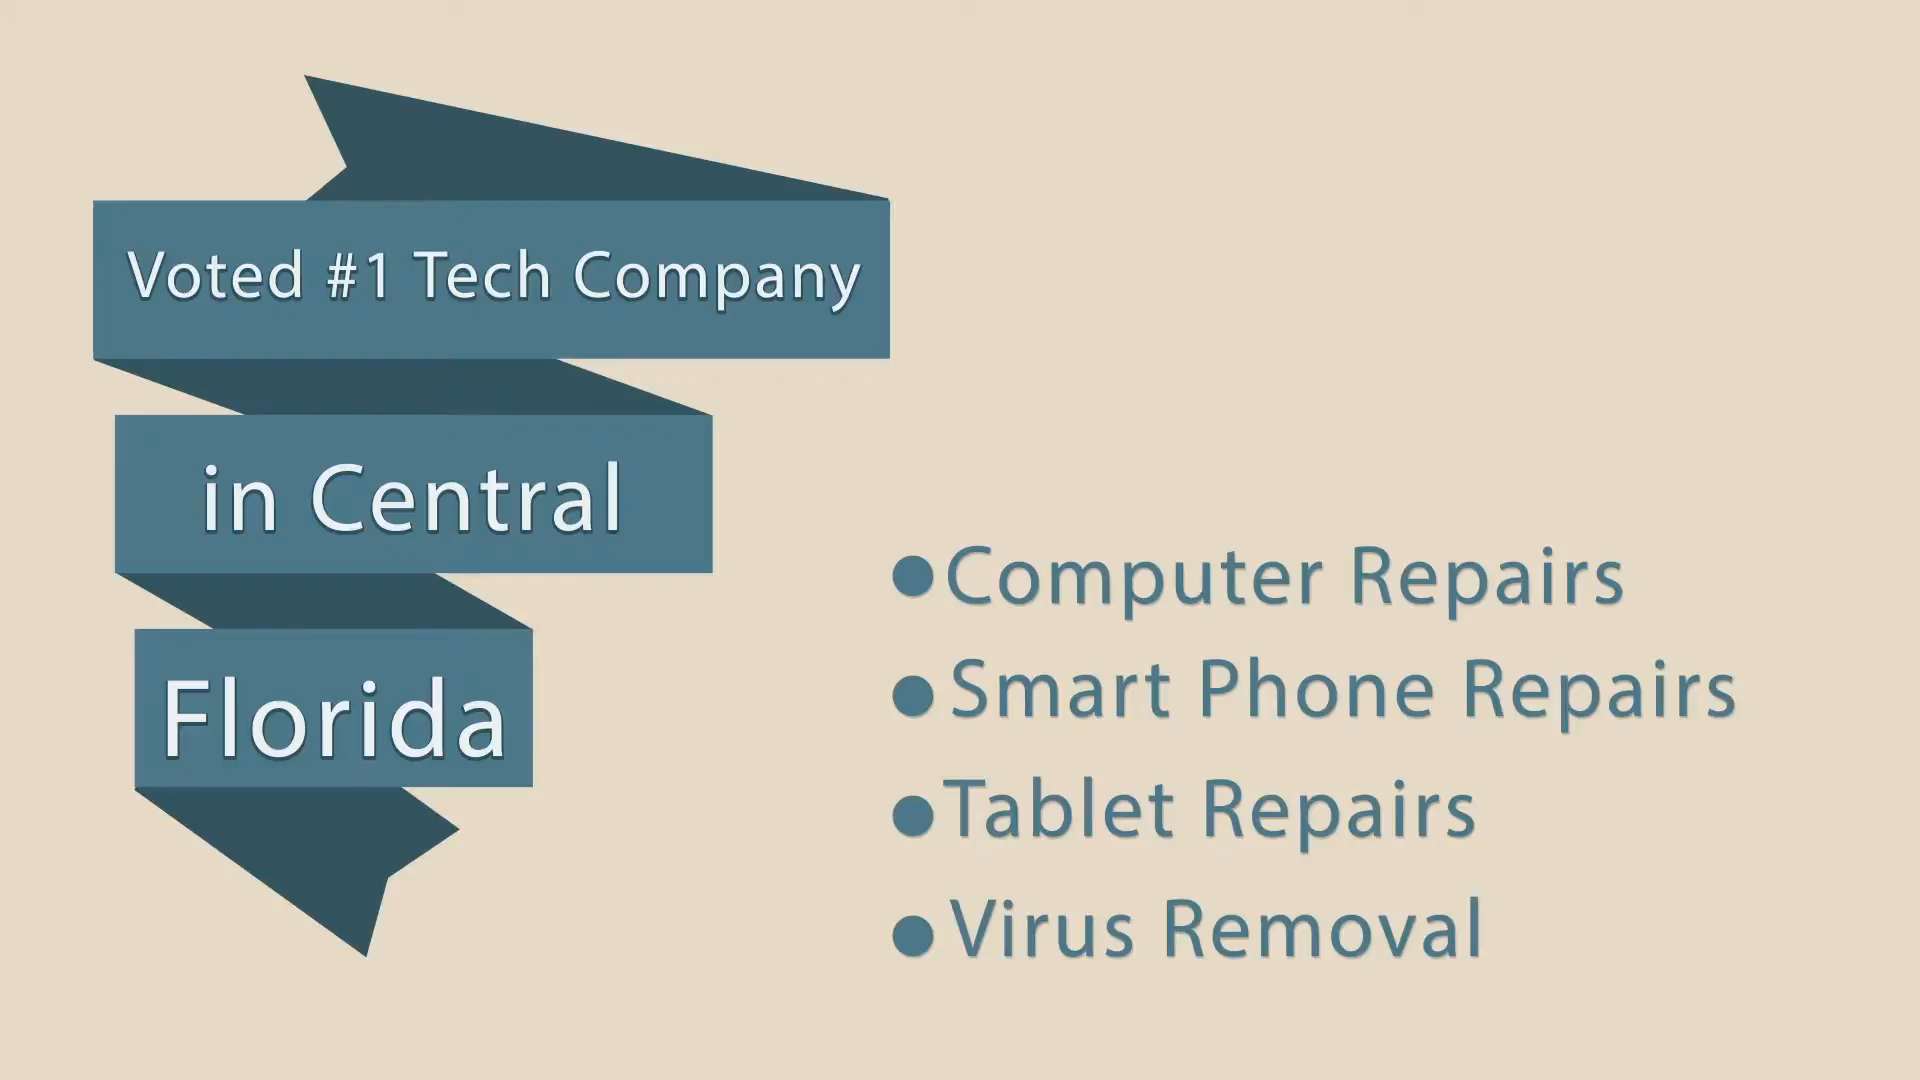 Voted #1 Tech Company
in Central
Florida
●Computer Repairs
●Smart Phone Repairs
●Tablet Repairs
●Virus Removal